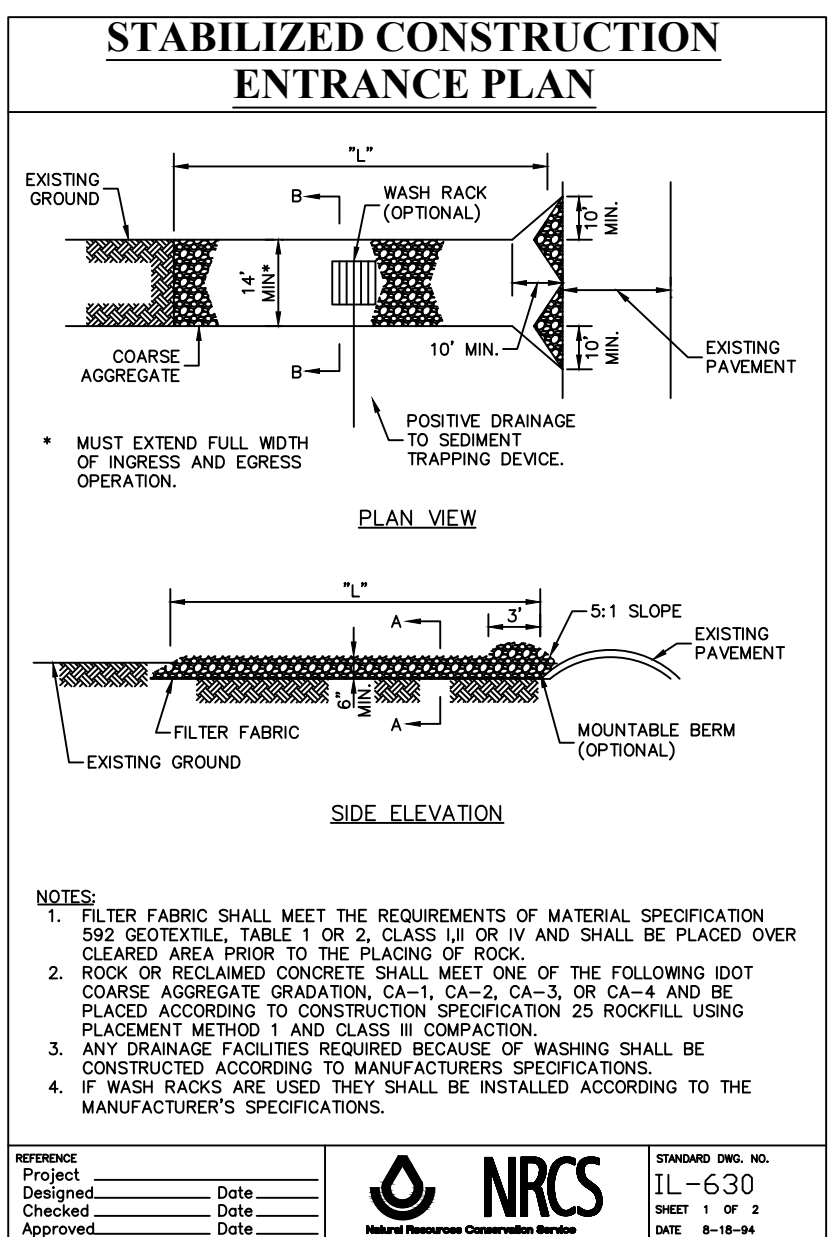 STABILIZED CONSTRUCTION
ENTRANCE PLAN
"L"
EXISTING
GROUND
B
WASH RACK
(OPTIONAL)
10'
MIN.
14'
MIN*
COARSE
AGGREGATE
B
10' MIN.
10'
MIN.
EXISTING
PAVEMENT
POSITIVE DRAINAGE
TO SEDIMENT
TRAPPING DEVICE.
* MUST EXTEND FULL WIDTH
OF INGRESS AND EGRESS
OPERATION.
PLAN VIEW
"L"
A
3'
5:1 SLOPE
EXISTING
PAVEMENT
6"
MIN.
FILTER FABRIC
A
MOUNTABLE BERM
(OPTIONAL)
EXISTING GROUND
SIDE ELEVATION
NOTES:
1. FILTER FABRIC SHALL MEET THE REQUIREMENTS OF MATERIAL SPECIFICATION
592 GEOTEXTILE, TABLE 1 OR 2, CLASS I,II OR IV AND SHALL BE PLACED OVER
CLEARED AREA PRIOR TO THE PLACING OF ROCK.
2. ROCK OR RECLAIMED CONCRETE SHALL MEET ONE OF THE FOLLOWING IDOT
COARSE AGGREGATE GRADATION, CA-1, CA-2, CA-3, OR CA-4 AND BE
PLACED ACCORDING TO CONSTRUCTION SPECIFICATION 25 ROCKFILL USING
PLACEMENT METHOD 1 AND CLASS III COMPACTION.
3. ANY DRAINAGE FACILITIES REQUIRED BECAUSE OF WASHING SHALL BE
CONSTRUCTED ACCORDING TO MANUFACTURERS SPECIFICATIONS.
4. IF WASH RACKS ARE USED THEY SHALL BE INSTALLED ACCORDING TO THE
MANUFACTURER'S SPECIFICATIONS.
REFERENCE
Project
Designed Date
Checked Date
Approved Date
NRCS
Natural Resources Conservation Service
STANDARD DWG. NO.
IL-630
SHEET 1 OF 2
DATE 8-18-94